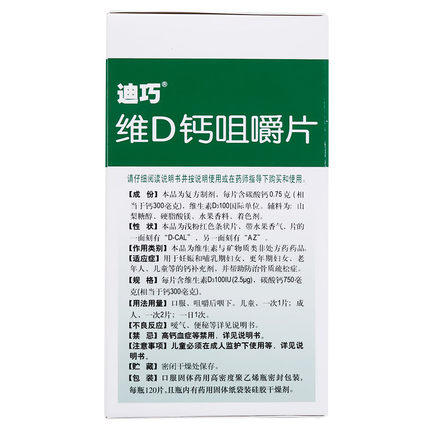 迪巧®
维D钙咀嚼片
请仔细阅读说明书并按说明使用或在药师指导下购买和使用。
【成 份】本品为复方制剂，每片含碳酸钙0.75克（相
当于钙300毫克），维生素D₃100国际单位。辅料为：山
梨糖醇、硬脂酸镁、水果香料、着色剂。
【性 状】本品为浅粉红色条状片，带水果香气，片的
一面刻有“D-CAL”，另一面刻有“AZ”。
【作用类别】本品为维生素与矿物质类非处方药药品。
【适应症】用于妊娠和哺乳期妇女、更年期妇女、老
年人、儿童等的钙补充剂，并帮助防治骨质疏松症。
【规 格】每片含维生素D₃100IU(2.5μg)，碳酸钙750毫
克(相当于钙300毫克)。
【用法用量】口服，咀嚼后咽下。儿童、一次1片；成
人、一次2片；一日1次。
【不良反应】嗳气、便秘等详见说明书。
【禁 忌】高钙血症等禁用，详见说明书。
【注意事项】儿童必须在成人监护下使用等，详见说
明书。
【贮 藏】密闭干燥处保存。
【包 装】口服固体药用高密度聚乙烯瓶密封包装，
每瓶120片，且瓶内有药用固体纸袋装硅胶干燥剂。